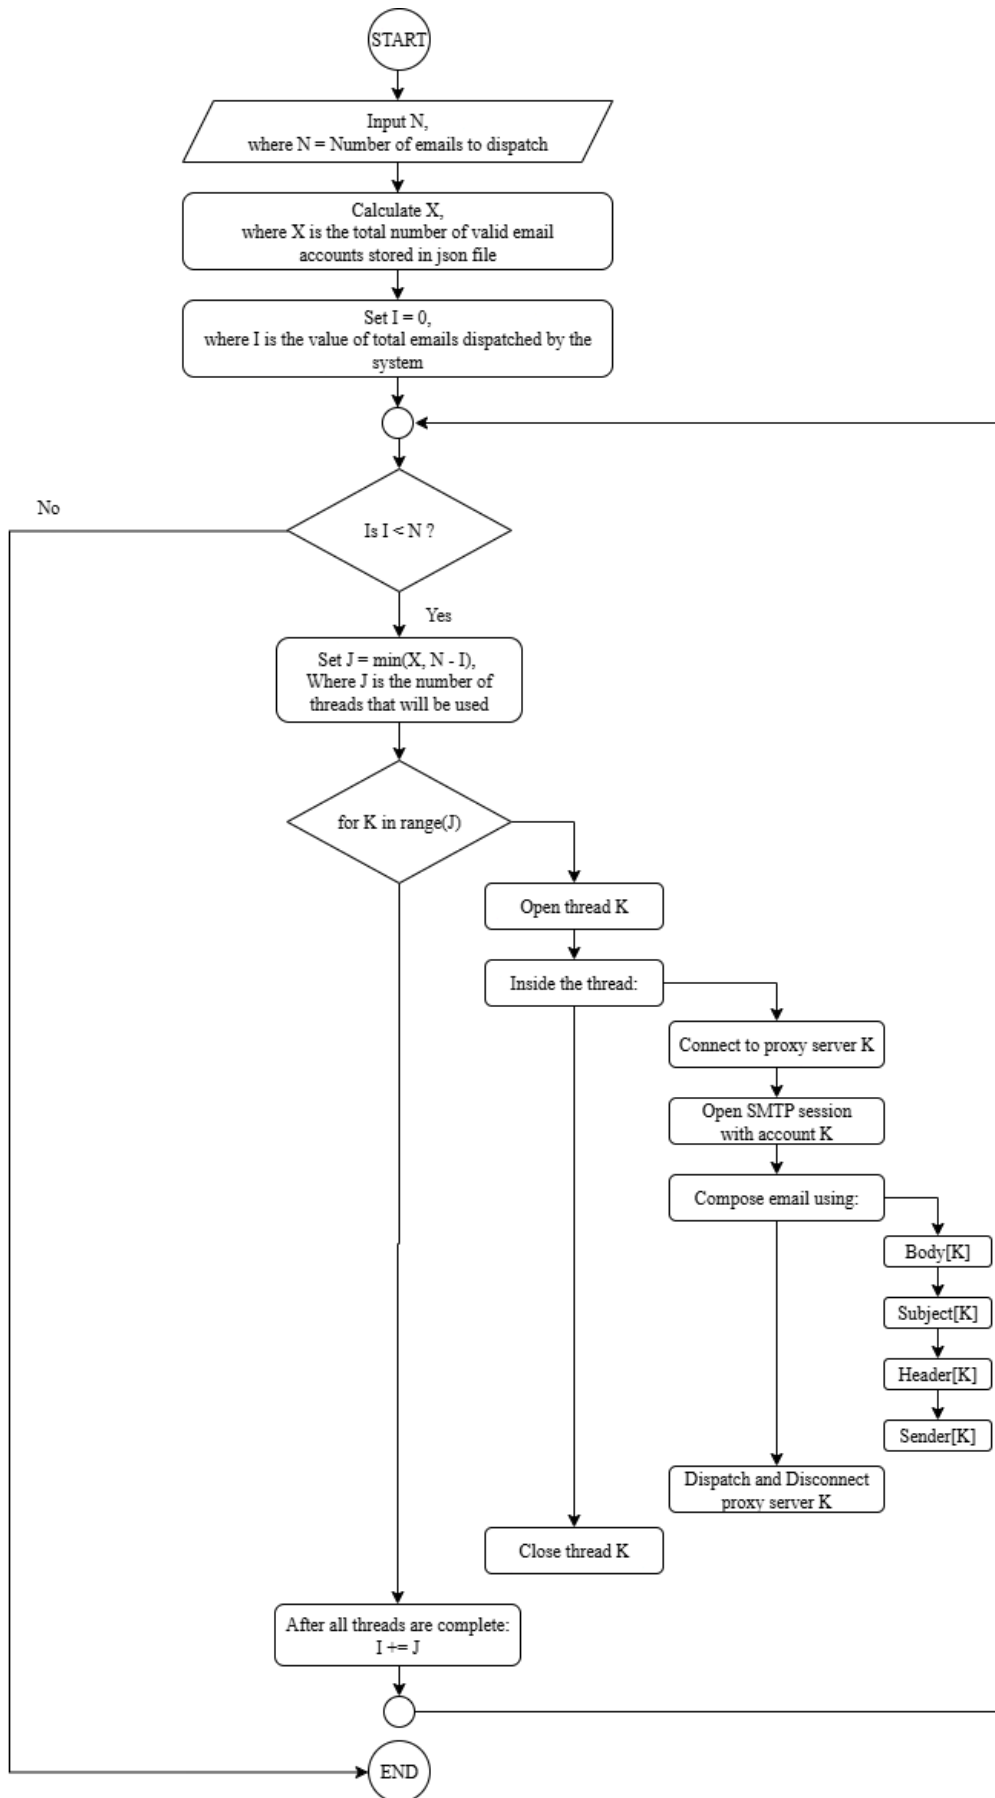 START
Input N,
where N = Number of emails to dispatch
Calculate X,
where X is the total number of valid email
accounts stored in json file
Set I = 0,
where I is the value of total emails dispatched by the
system
No
Is I < N ?
Yes
Set J = min(X, N - I),
Where J is the number of
threads that will be used
for K in range(J)
Open thread K
Inside the thread:
Connect to proxy server K
Open SMTP session
with account K
Compose email using:
Body[K]
Subject[K]
Header[K]
Sender[K]
Dispatch and Disconnect
proxy server K
Close thread K
After all threads are complete:
I += J
END